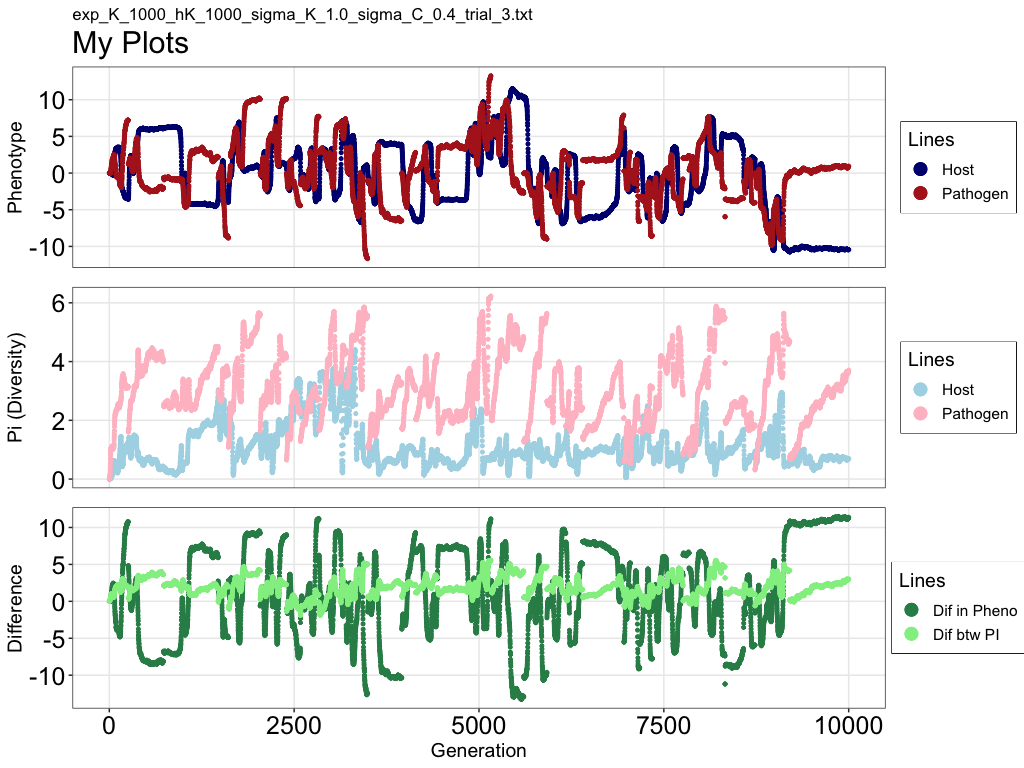 exp_K_1000_hK_1000_sigma_K_1.0_sigma_C_0.4_trial_3.txt
My Plots
Phenotype
10
5
0
-5
-10
Lines
Host
Pathogen
Pi (Diversity)
6
4
2
0
Lines
Host
Pathogen
Difference
10
5
0
-5
-10
Lines
Dif in Pheno
Dif btw PI
0 2500 5000 7500 10000
Generation